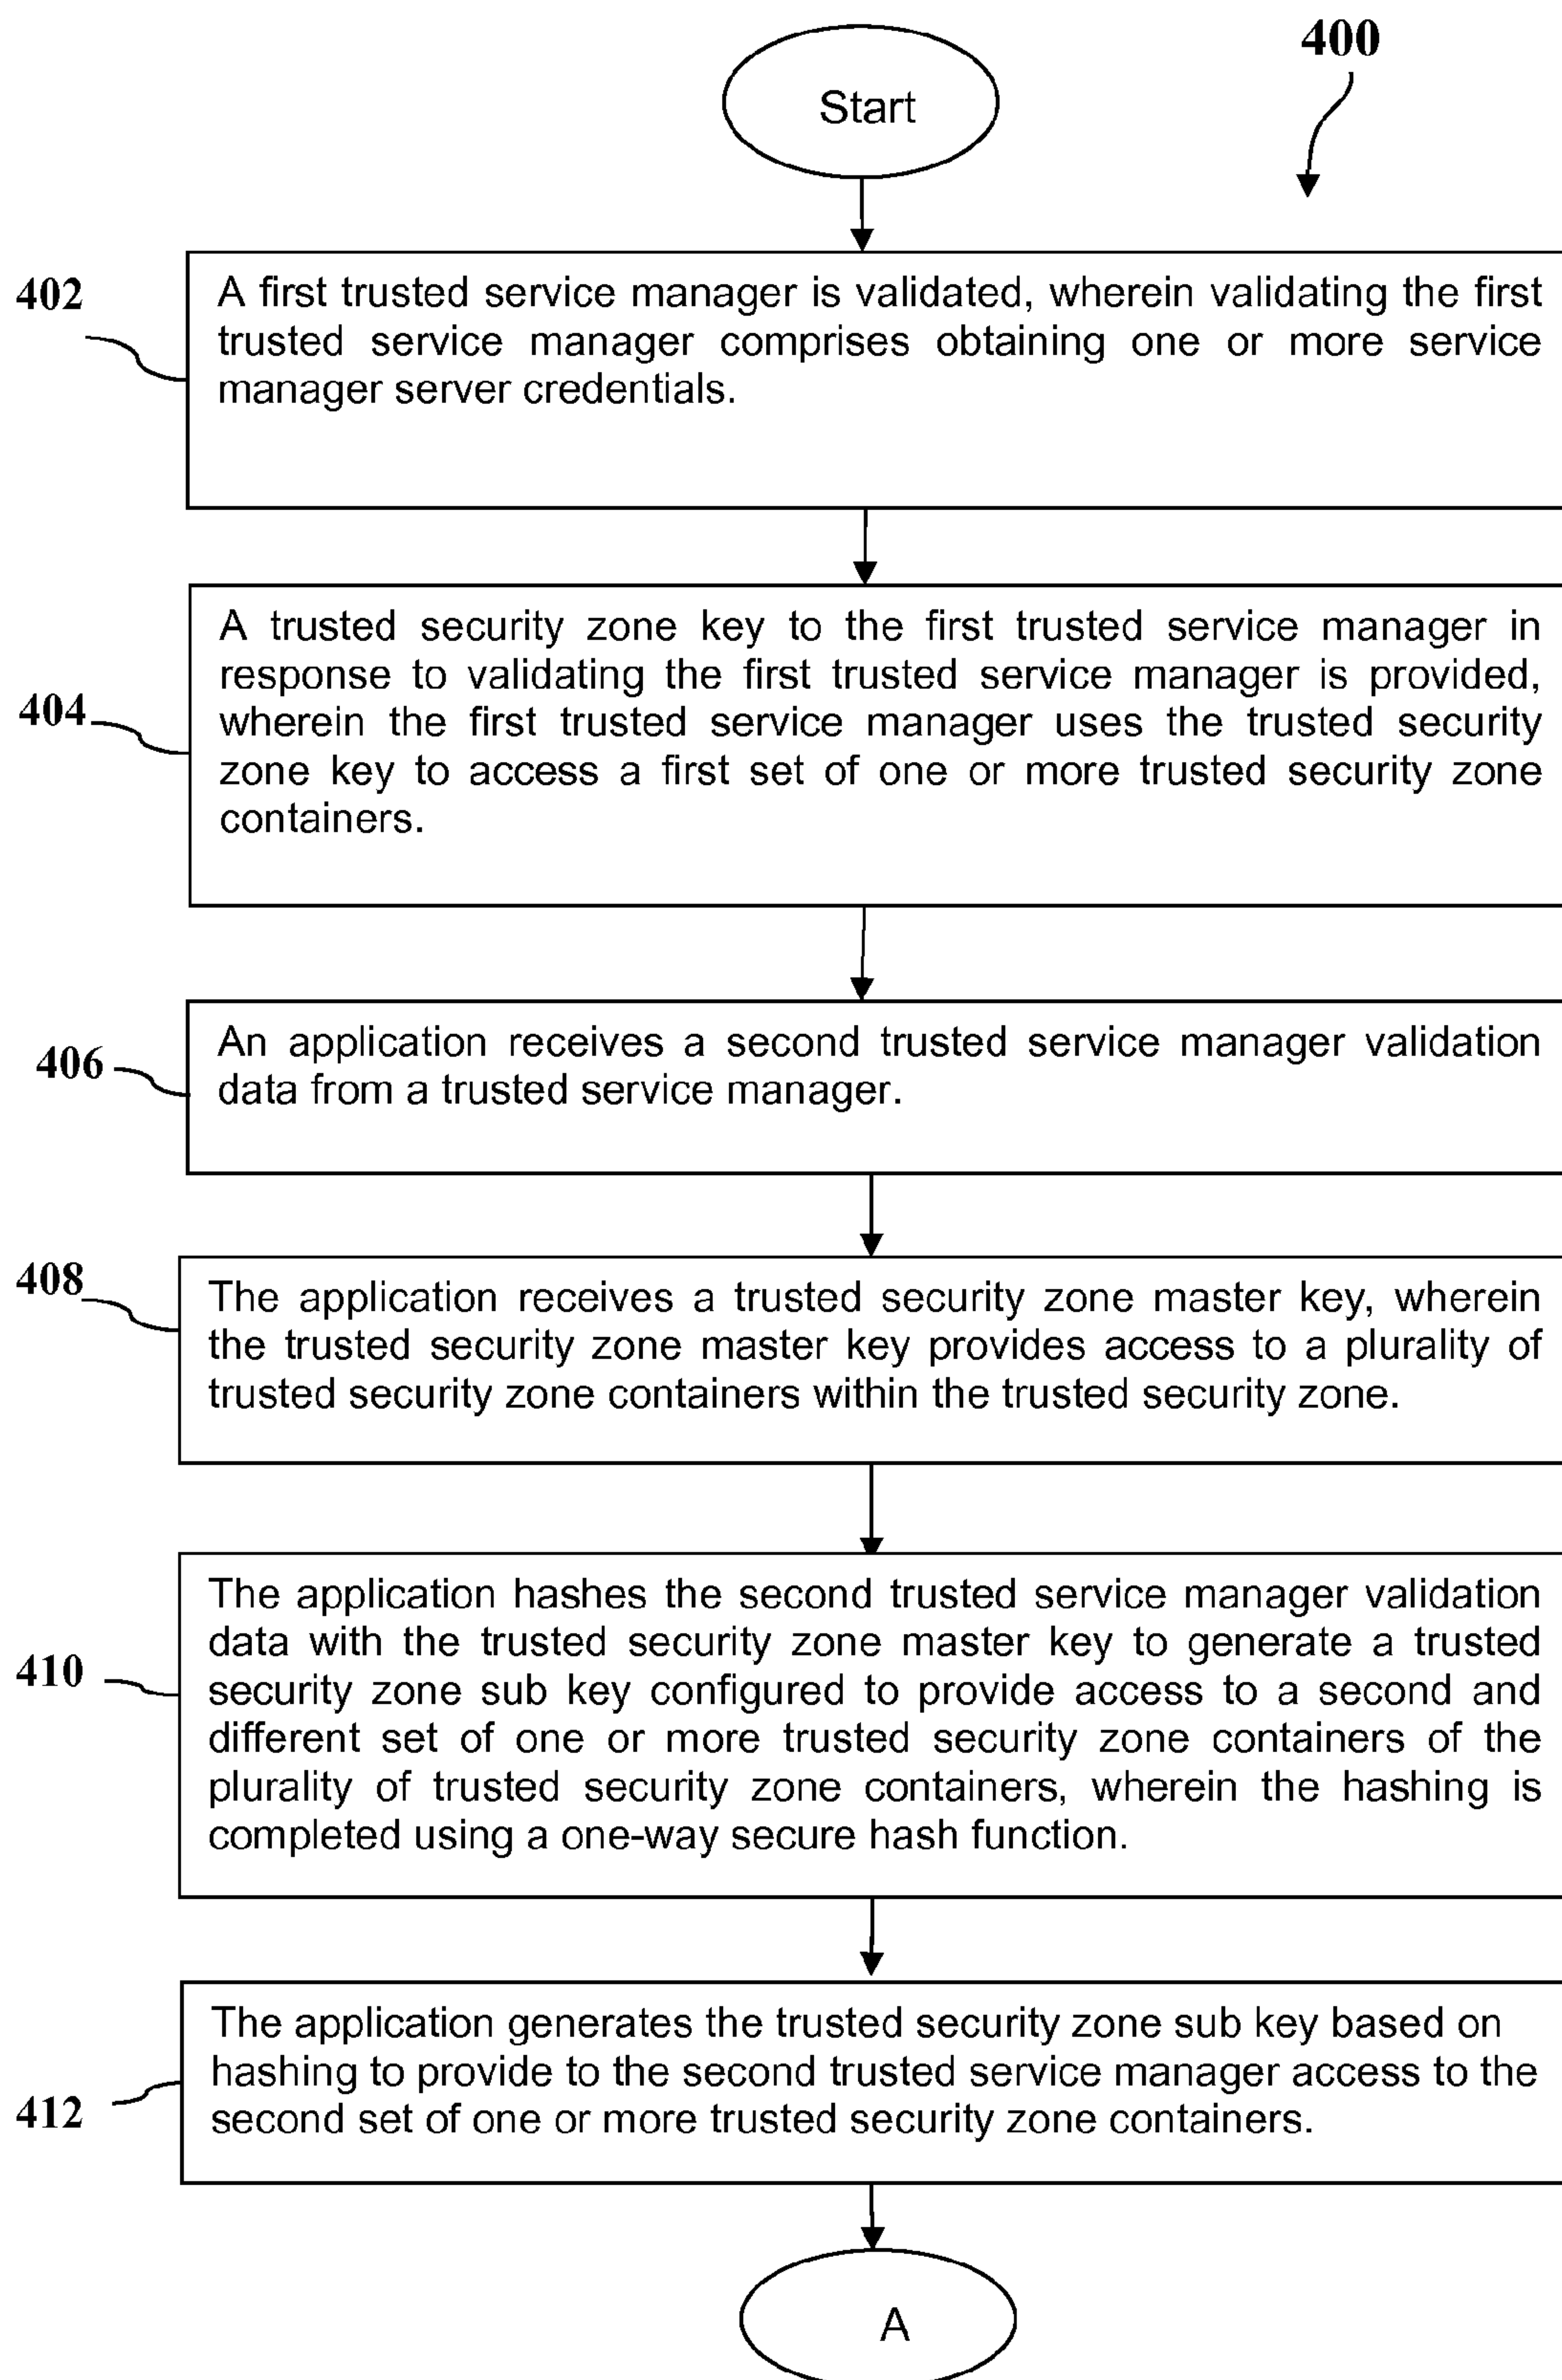 400
Start
402
A first trusted service manager is validated, wherein validating the first
trusted service manager comprises obtaining one or more service
manager server credentials.
404
A trusted security zone key to the first trusted service manager in
response to validating the first trusted service manager is provided,
wherein the first trusted service manager uses the trusted security
zone key to access a first set of one or more trusted security zone
containers.
406
An application receives a second trusted service manager validation
data from a trusted service manager.
408
The application receives a trusted security zone master key, wherein
the trusted security zone master key provides access to a plurality of
trusted security zone containers within the trusted security zone.
410
The application hashes the second trusted service manager validation
data with the trusted security zone master key to generate a trusted
security zone sub key configured to provide access to a second and
different set of one or more trusted security zone containers of the
plurality of trusted security zone containers, wherein the hashing is
completed using a one-way secure hash function.
412
The application generates the trusted security zone sub key based on
hashing to provide to the second trusted service manager access to the
second set of one or more trusted security zone containers.
A